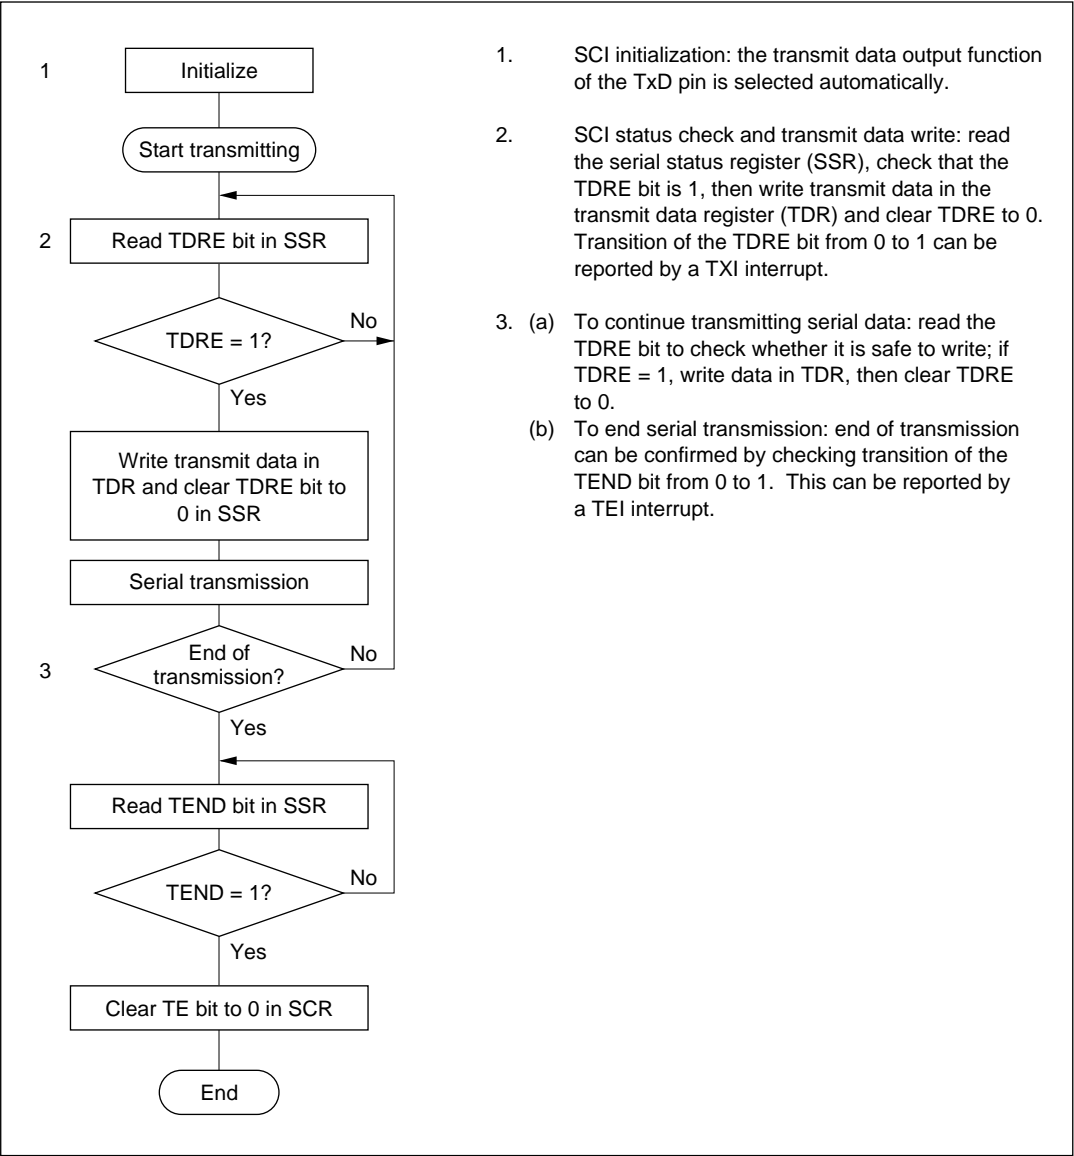 1
Initialize
Start transmitting
2
Read TDRE bit in SSR
TDRE = 1?
No
Yes
Write transmit data in
TDR and clear TDRE bit to
0 in SSR
Serial transmission
3
End of
transmission?
No
Yes
Read TEND bit in SSR
TEND = 1?
No
Yes
Clear TE bit to 0 in SCR
End
1. SCI initialization: the transmit data output function
of the TxD pin is selected automatically.
2. SCI status check and transmit data write: read
the serial status register (SSR), check that the
TDRE bit is 1, then write transmit data in the
transmit data register (TDR) and clear TDRE to 0.
Transition of the TDRE bit from 0 to 1 can be
reported by a TXI interrupt.
3. (a) To continue transmitting serial data: read the
TDRE bit to check whether it is safe to write; if
TDRE = 1, write data in TDR, then clear TDRE
to 0.
(b) To end serial transmission: end of transmission
can be confirmed by checking transition of the
TEND bit from 0 to 1. This can be reported by
a TEI interrupt.